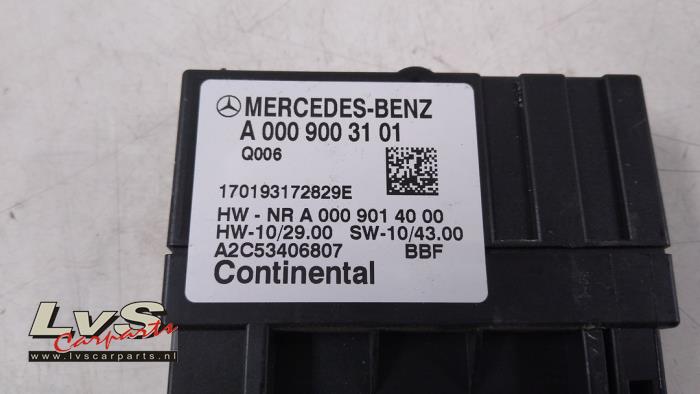 MERCEDES-BENZ
A 000 900 31 01
Q006
170193172829E
HW - NR A 000 901 40 00
HW-10/29.00 SW-10/43.00
A2C53406807 BBF
Continental
LvS
Carparts
www.lvscarparts.nl